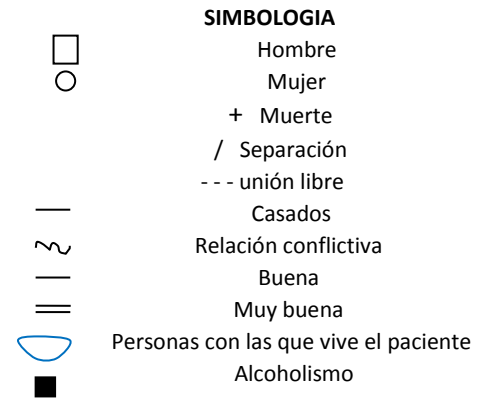 SIMBOLOGIA
Hombre
Mujer
+ Muerte
/ Separación
- - - unión libre
Casados
Relación conflictiva
Buena
Muy buena
Personas con las que vive el paciente
Alcoholismo